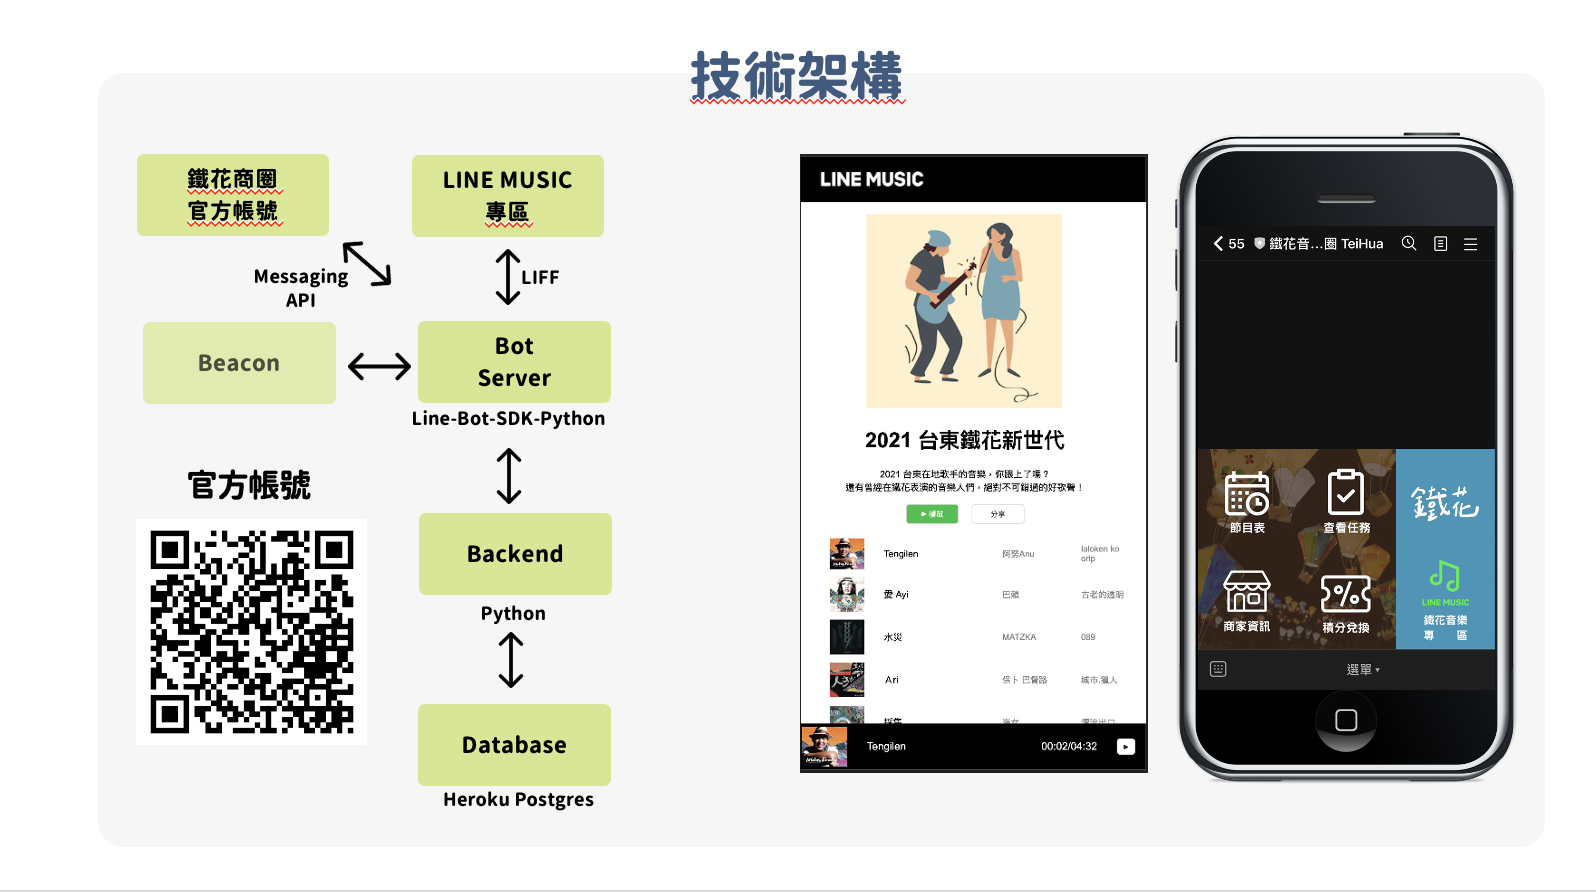 技術架構
鐵花商圈
官方帳號
LINE MUSIC
專區
Messaging
API
LIFF
Beacon
Bot
Server
Line-Bot-SDK-Python
官方帳號
Backend
Python
Database
Heroku Postgres
LINE MUSIC
2021 台東鐵花新世代
2021 台東在地歌手的音樂，你跟上了嗎？
還有曾經在鐵花表演的音樂人們，絕對不可錯過的好歌聲！
▶ 播放
分享
Tengilen
阿努Anu
laloken ko
orip
愛 Ayi
巴賴
古老的透明
水災
MATZKA
089
Ari
保卜 巴督路
城市.獵人
Tengilen
00:02/04:32
55
鐵花音...圈 TeiHua
節目表
查看任務
鐵花
商家資訊
積分兌換
LINE MUSIC
鐵花音樂
專 區
選單